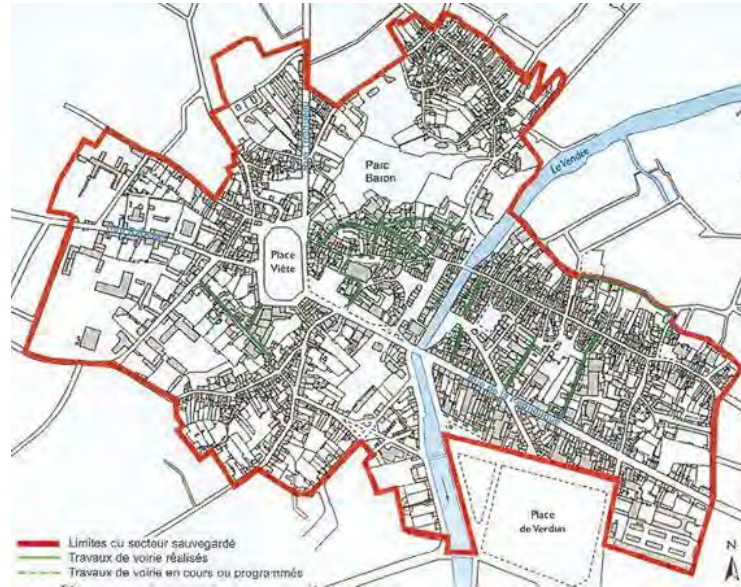 Parc
Baron
La Vendée
Place
Viète
Place
de Verdun
N
Limites du secteur sauvegardé
Travaux de voirie réalisés
Travaux de voirie en cours ou programmés